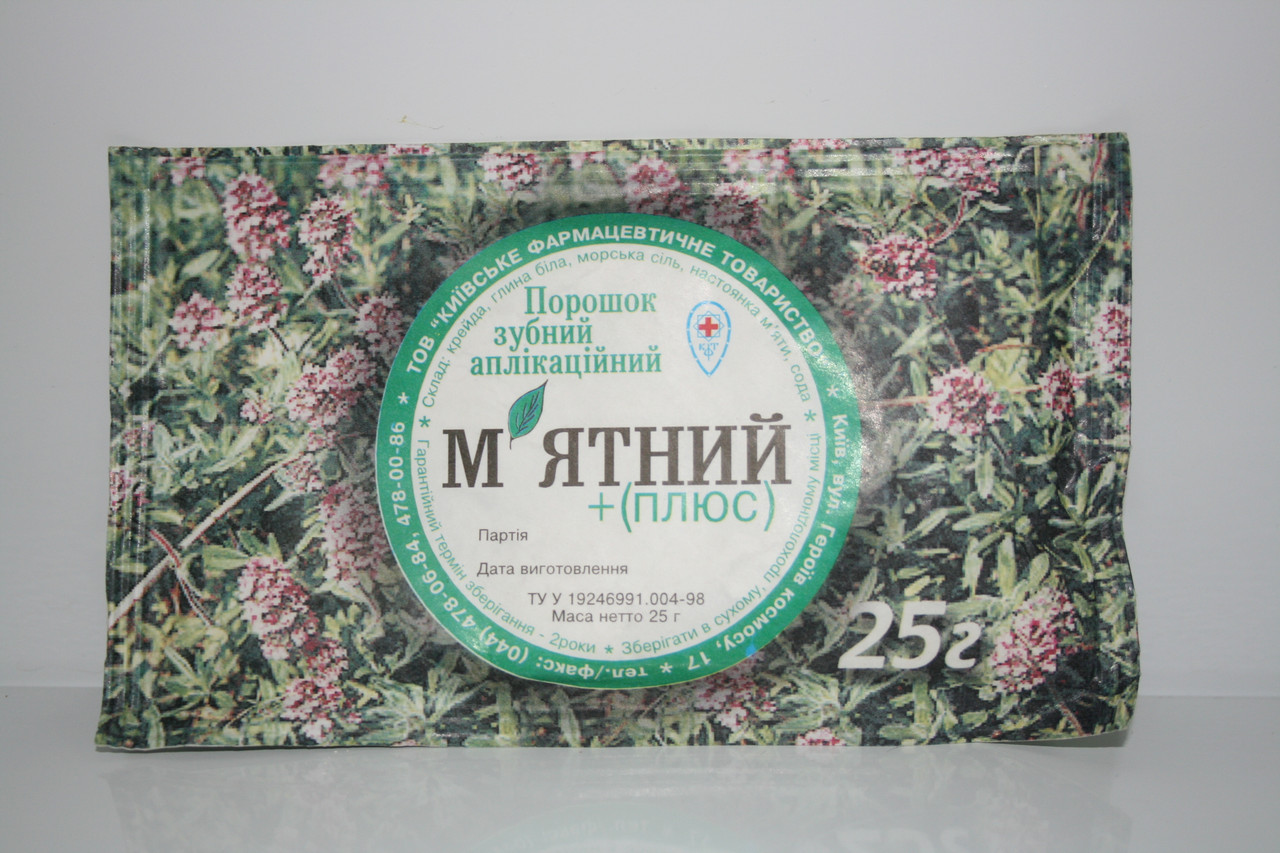 ТОВ "КИЇВСЬКЕ ФАРМАЦЕВТИЧНЕ ТОВАРИСТВО" * Київ, вул. Героїв космосу, 17 * тел./факс: (044) 478-06-84, 478-00-86 *
Склад: крейда, глина біла, морська сіль, настоянка м'яти, сода *
Зберігати в сухому, прохолодному місці
* Гарантійний термін зберігання - 2роки *
Порошок
зубний
аплікаційний
КФТ
М'ЯТНИЙ
+(ПЛЮС)
Партія
Дата виготовлення
ТУ У 19246991.004-98
Маса нетто 25 г
25г